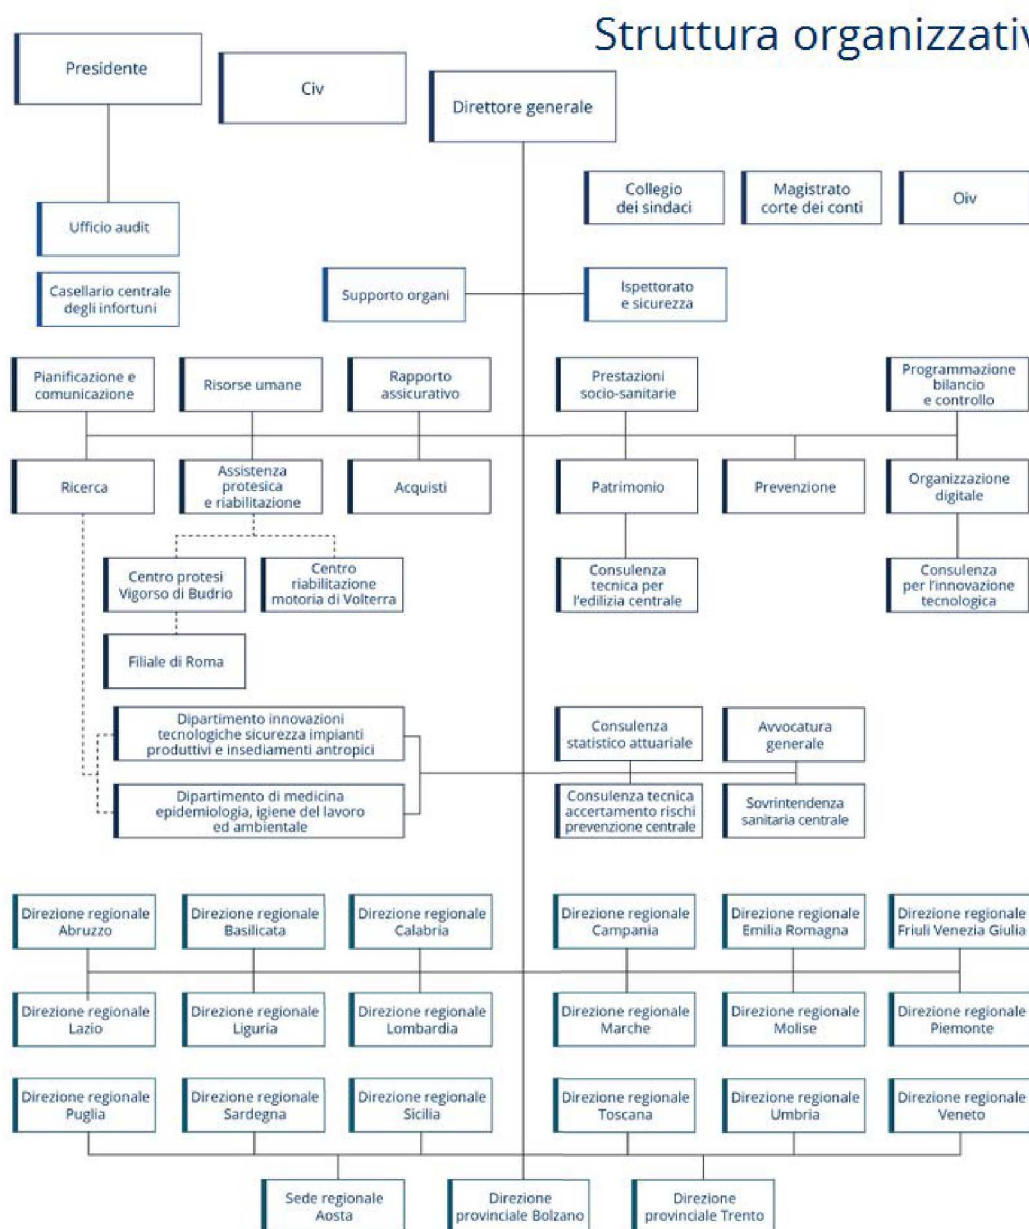 Struttura organizzativ
Presidente
Civ
Direttore generale
Collegio
dei sindaci
Magistrato
corte dei conti
Oiv
Ufficio audit
Casellario centrale
degli infortuni
Supporto organi
Ispettorato
e sicurezza
Pianificazione e
comunicazione
Risorse umane
Rapporto
assicurativo
Prestazioni
socio-sanitarie
Programmazione
bilancio
e controllo
Ricerca
Assistenza
protesica
e riabilitazione
Acquisti
Patrimonio
Prevenzione
Organizzazione
digitale
Centro protesi
Vigorso di Budrio
Centro
riabilitazione
motoria di Volterra
Consulenza
tecnica per
l'edilizia centrale
Consulenza
per l'innovazione
tecnologica
Filiale di Roma
Dipartimento innovazioni
tecnologiche sicurezza impianti
produttivi e insediamenti antropici
Consulenza
statistico attuariale
Avvocatura
generale
Dipartimento di medicina
epidemiologia, igiene del lavoro
ed ambientale
Consulenza tecnica
accertamento rischi
prevenzione centrale
Sovrintendenza
sanitaria centrale
Direzione regionale
Abruzzo
Direzione regionale
Basilicata
Direzione regionale
Calabria
Direzione regionale
Campania
Direzione regionale
Emilia Romagna
Direzione regionale
Friuli Venezia Giulia
Direzione regionale
Lazio
Direzione regionale
Liguria
Direzione regionale
Lombardia
Direzione regionale
Marche
Direzione regionale
Molise
Direzione regionale
Piemonte
Direzione regionale
Puglia
Direzione regionale
Sardegna
Direzione regionale
Sicilia
Direzione regionale
Toscana
Direzione regionale
Umbria
Direzione regionale
Veneto
Sede regionale
Aosta
Direzione
provinciale Bolzano
Direzione
provinciale Trento